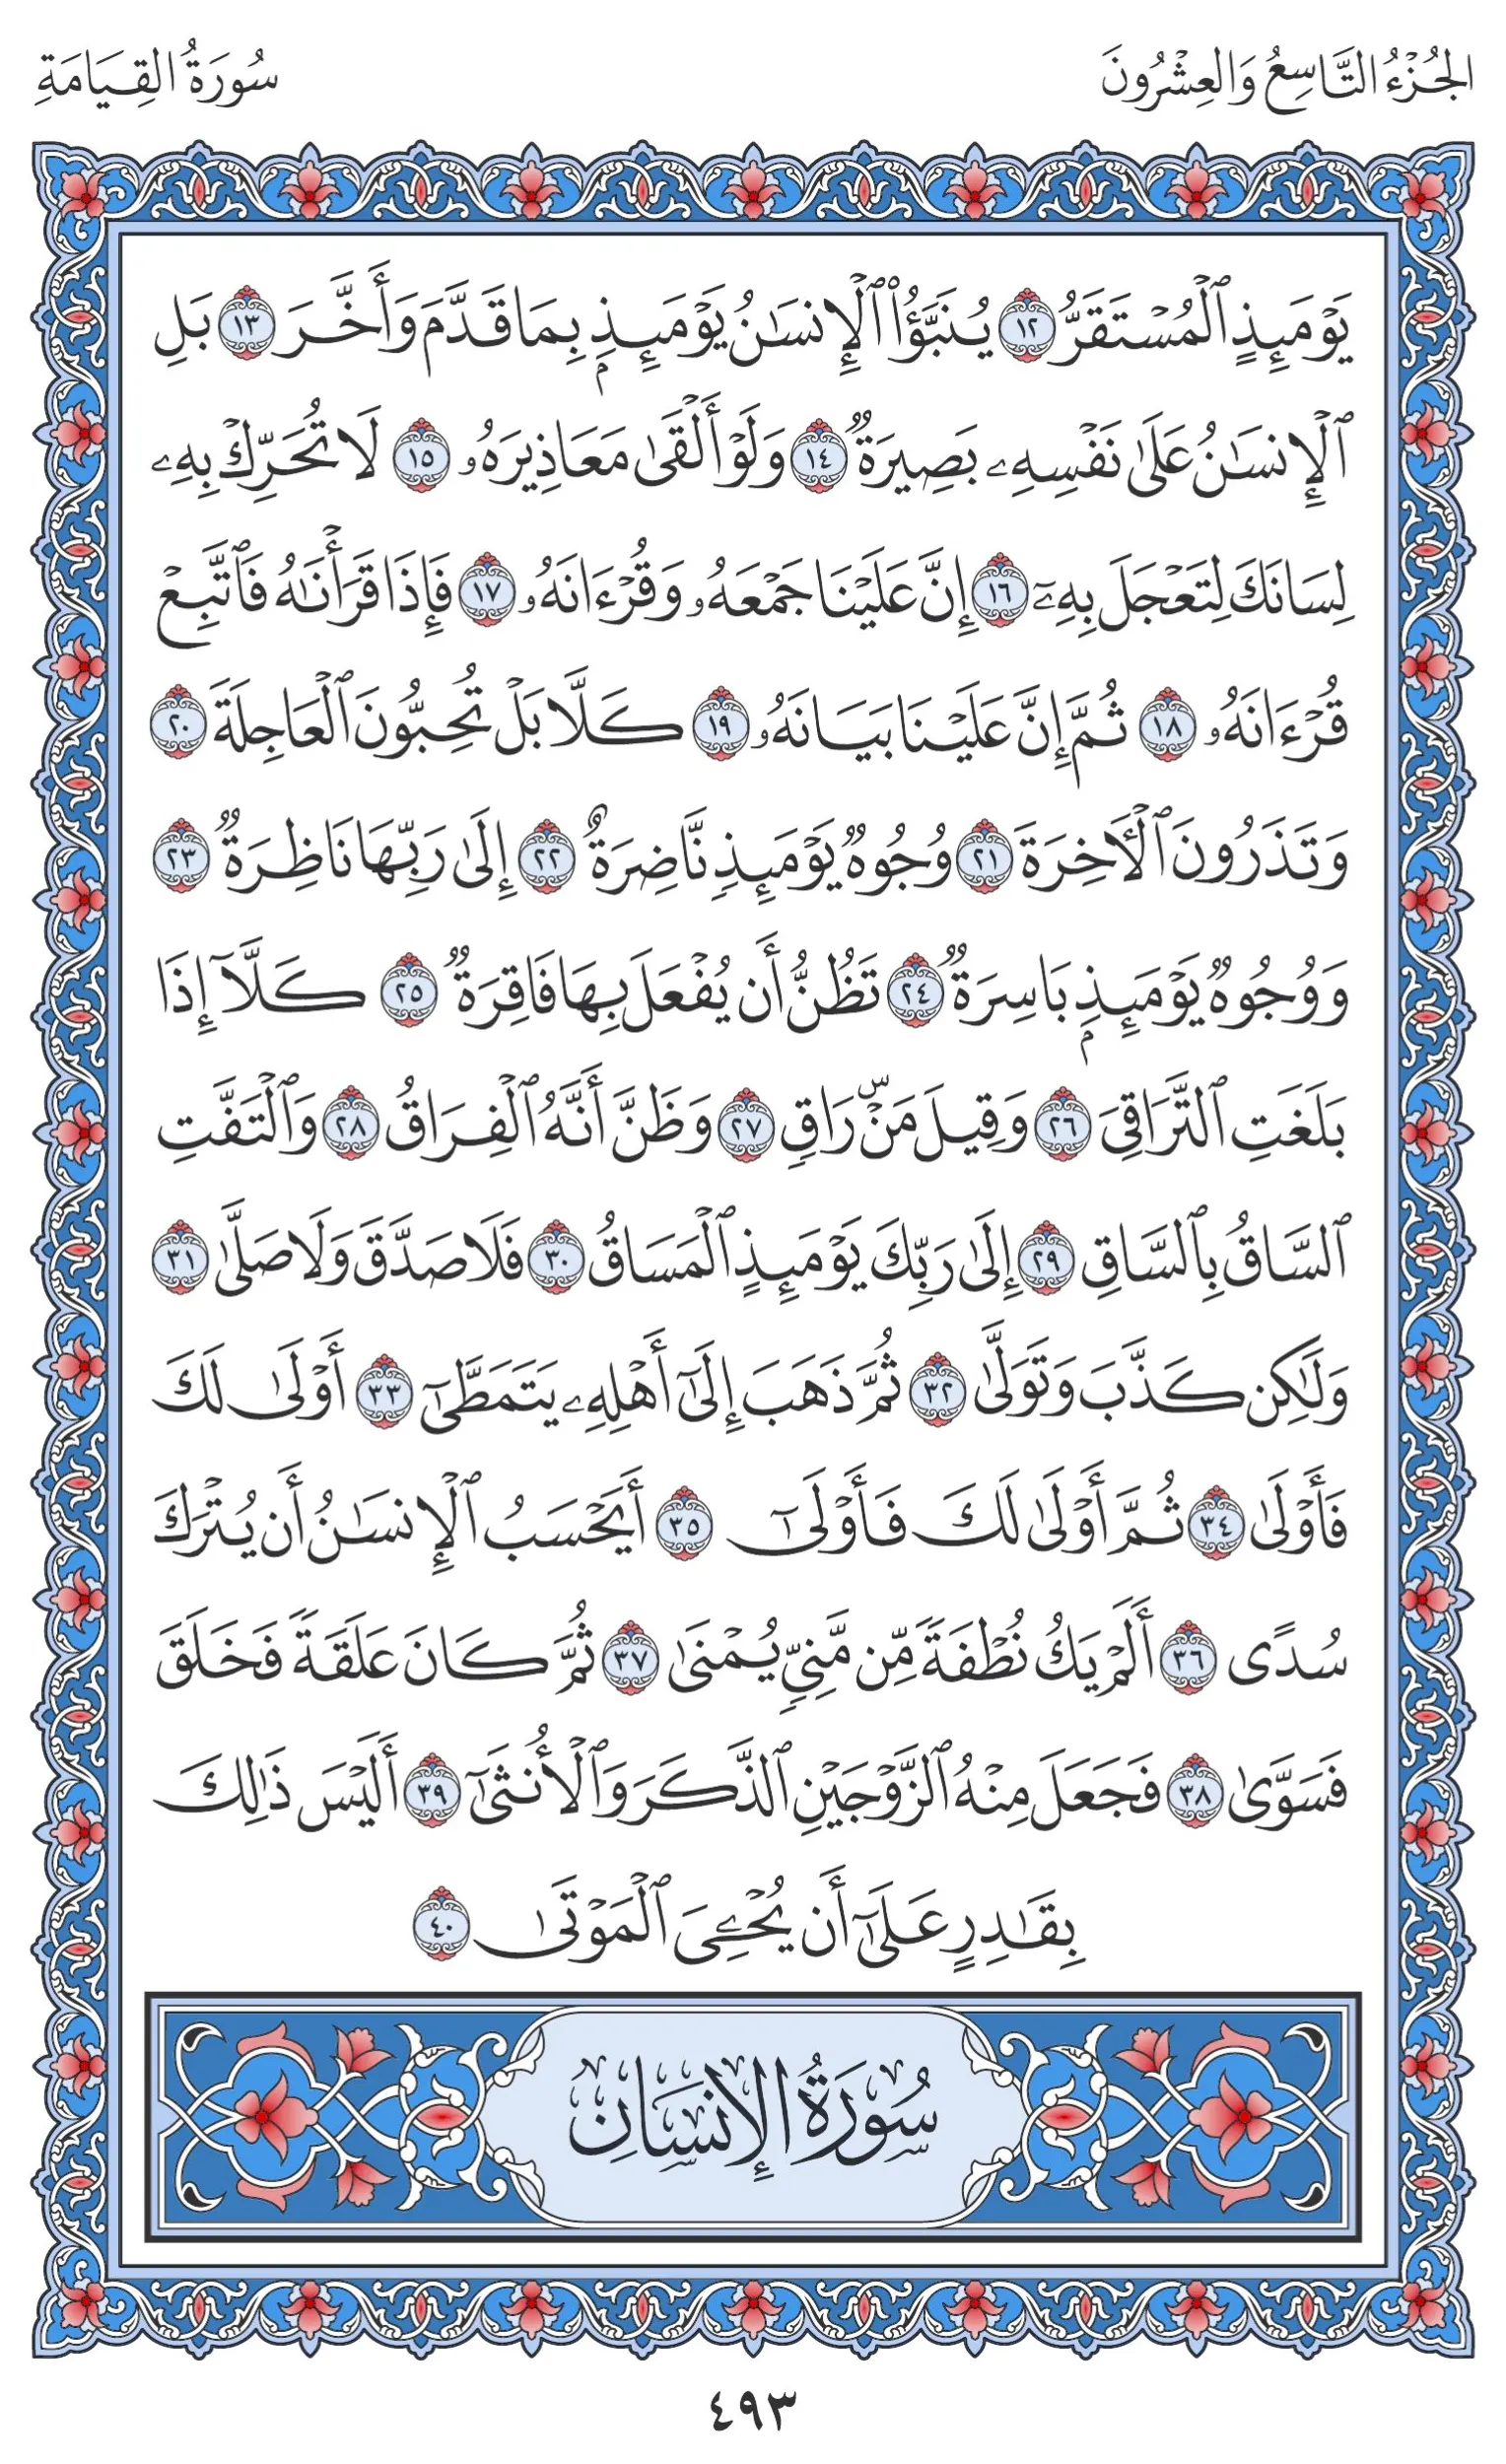 الجُزْءُ التَّاسِعُ وَالعِشْرُونَ
سُورَةُ القِيَامَةِ
يَوۡمَئِذٍ ٱلۡمُسۡتَقَرُّ ١٢ يُنَبَّؤُاْ ٱلۡإِنسَٰنُ يَوۡمَئِذِۭ بِمَا قَدَّمَ وَأَخَّرَ ١٣ بَلِ
ٱلۡإِنسَٰنُ عَلَىٰ نَفۡسِهِۦ بَصِيرَةٞ ١٤ وَلَوۡ أَلۡقَىٰ مَعَاذِيرَهُۥ ١٥ لَا تُحَرِّكۡ بِهِۦ
لِسَانَكَ لِتَعۡجَلَ بِهِۦٓ ١٦ إِنَّ عَلَيۡنَا جَمۡعَهُۥ وَقُرۡءَانَهُۥ ١٧ فَإِذَا قَرَأۡنَٰهُ فَٱتَّبِعۡ
قُرۡءَانَهُۥ ١٨ ثُمَّ إِنَّ عَلَيۡنَا بَيَانَهُۥ ١٩ كَلَّا بَلۡ تُحِبُّونَ ٱلۡعَاجِلَةَ ٢٠
وَتَذَرُونَ ٱلۡأٓخِرَةَ ٢١ وُجُوهٞ يَوۡمَئِذٖ نَّاضِرَةٌ ٢٢ إِلَىٰ رَبِّهَا نَاظِرَةٞ ٢٣
وَوُجُوهٞ يَوۡمَئِذِۭ بَاسِرَةٞ ٢٤ تَظُنُّ أَن يُفۡعَلَ بِهَا فَاقِرَةٞ ٢٥ كَلَّآ إِذَا
بَلَغَتِ ٱلتَّرَاقِيَ ٢٦ وَقِيلَ مَنۡۜ رَاقٖ ٢٧ وَظَنَّ أَنَّهُ ٱلۡفِرَاقُ ٢٨ وَٱلۡتَفَّتِ
ٱلسَّاقُ بِٱلسَّاقِ ٢٩ إِلَىٰ رَبِّكَ يَوۡمَئِذٍ ٱلۡمَسَاقُ ٣٠ فَلَا صَدَّقَ وَلَا صَلَّىٰ ٣١
وَلَٰكِن كَذَّبَ وَتَوَلَّىٰ ٣٢ ثُمَّ ذَهَبَ إِلَىٰٓ أَهۡلِهِۦ يَتَمَطَّىٰٓ ٣٣ أَوۡلَىٰ لَكَ
فَأَوۡلَىٰ ٣٤ ثُمَّ أَوۡلَىٰ لَكَ فَأَوۡلَىٰٓ ٣٥ أَيَحۡسَبُ ٱلۡإِنسَٰنُ أَن يُتۡرَكَ
سُدًى ٣٦ أَلَمۡ يَكُ نُطۡفَةٗ مِّن مَّنِيّٖ يُمۡنَىٰ ٣٧ ثُمَّ كَانَ عَلَقَةٗ فَخَلَقَ
فَسَوَّىٰ ٣٨ فَجَعَلَ مِنۡهُ ٱلزَّوۡجَيۡنِ ٱلذَّكَرَ وَٱلۡأُنثَىٰٓ ٣٩ أَلَيۡسَ ذَٰلِكَ
بِقَٰدِرٍ عَلَىٰٓ أَن يُحۡـِۧيَ ٱلۡمَوۡتَىٰ ٤٠
سُورَةُ الإِنسَانِ
٤٩٣